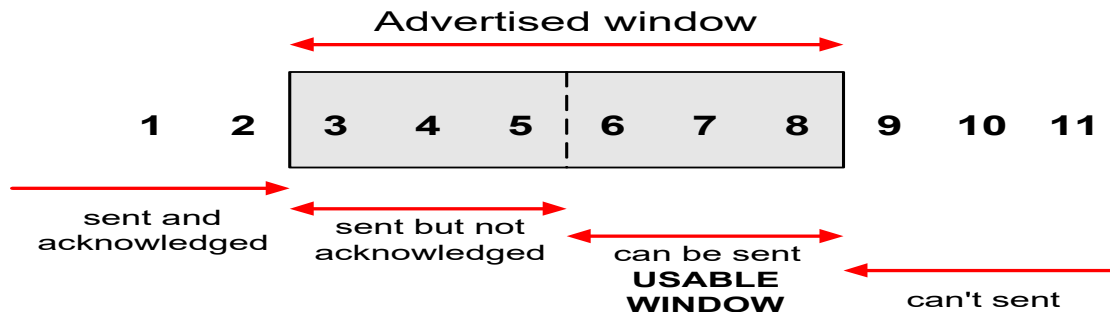 Advertised window
1 2 3 4 5 6 7 8 9 10 11
sent and
acknowledged
sent but not
acknowledged
can be sent
USABLE
WINDOW
can't sent